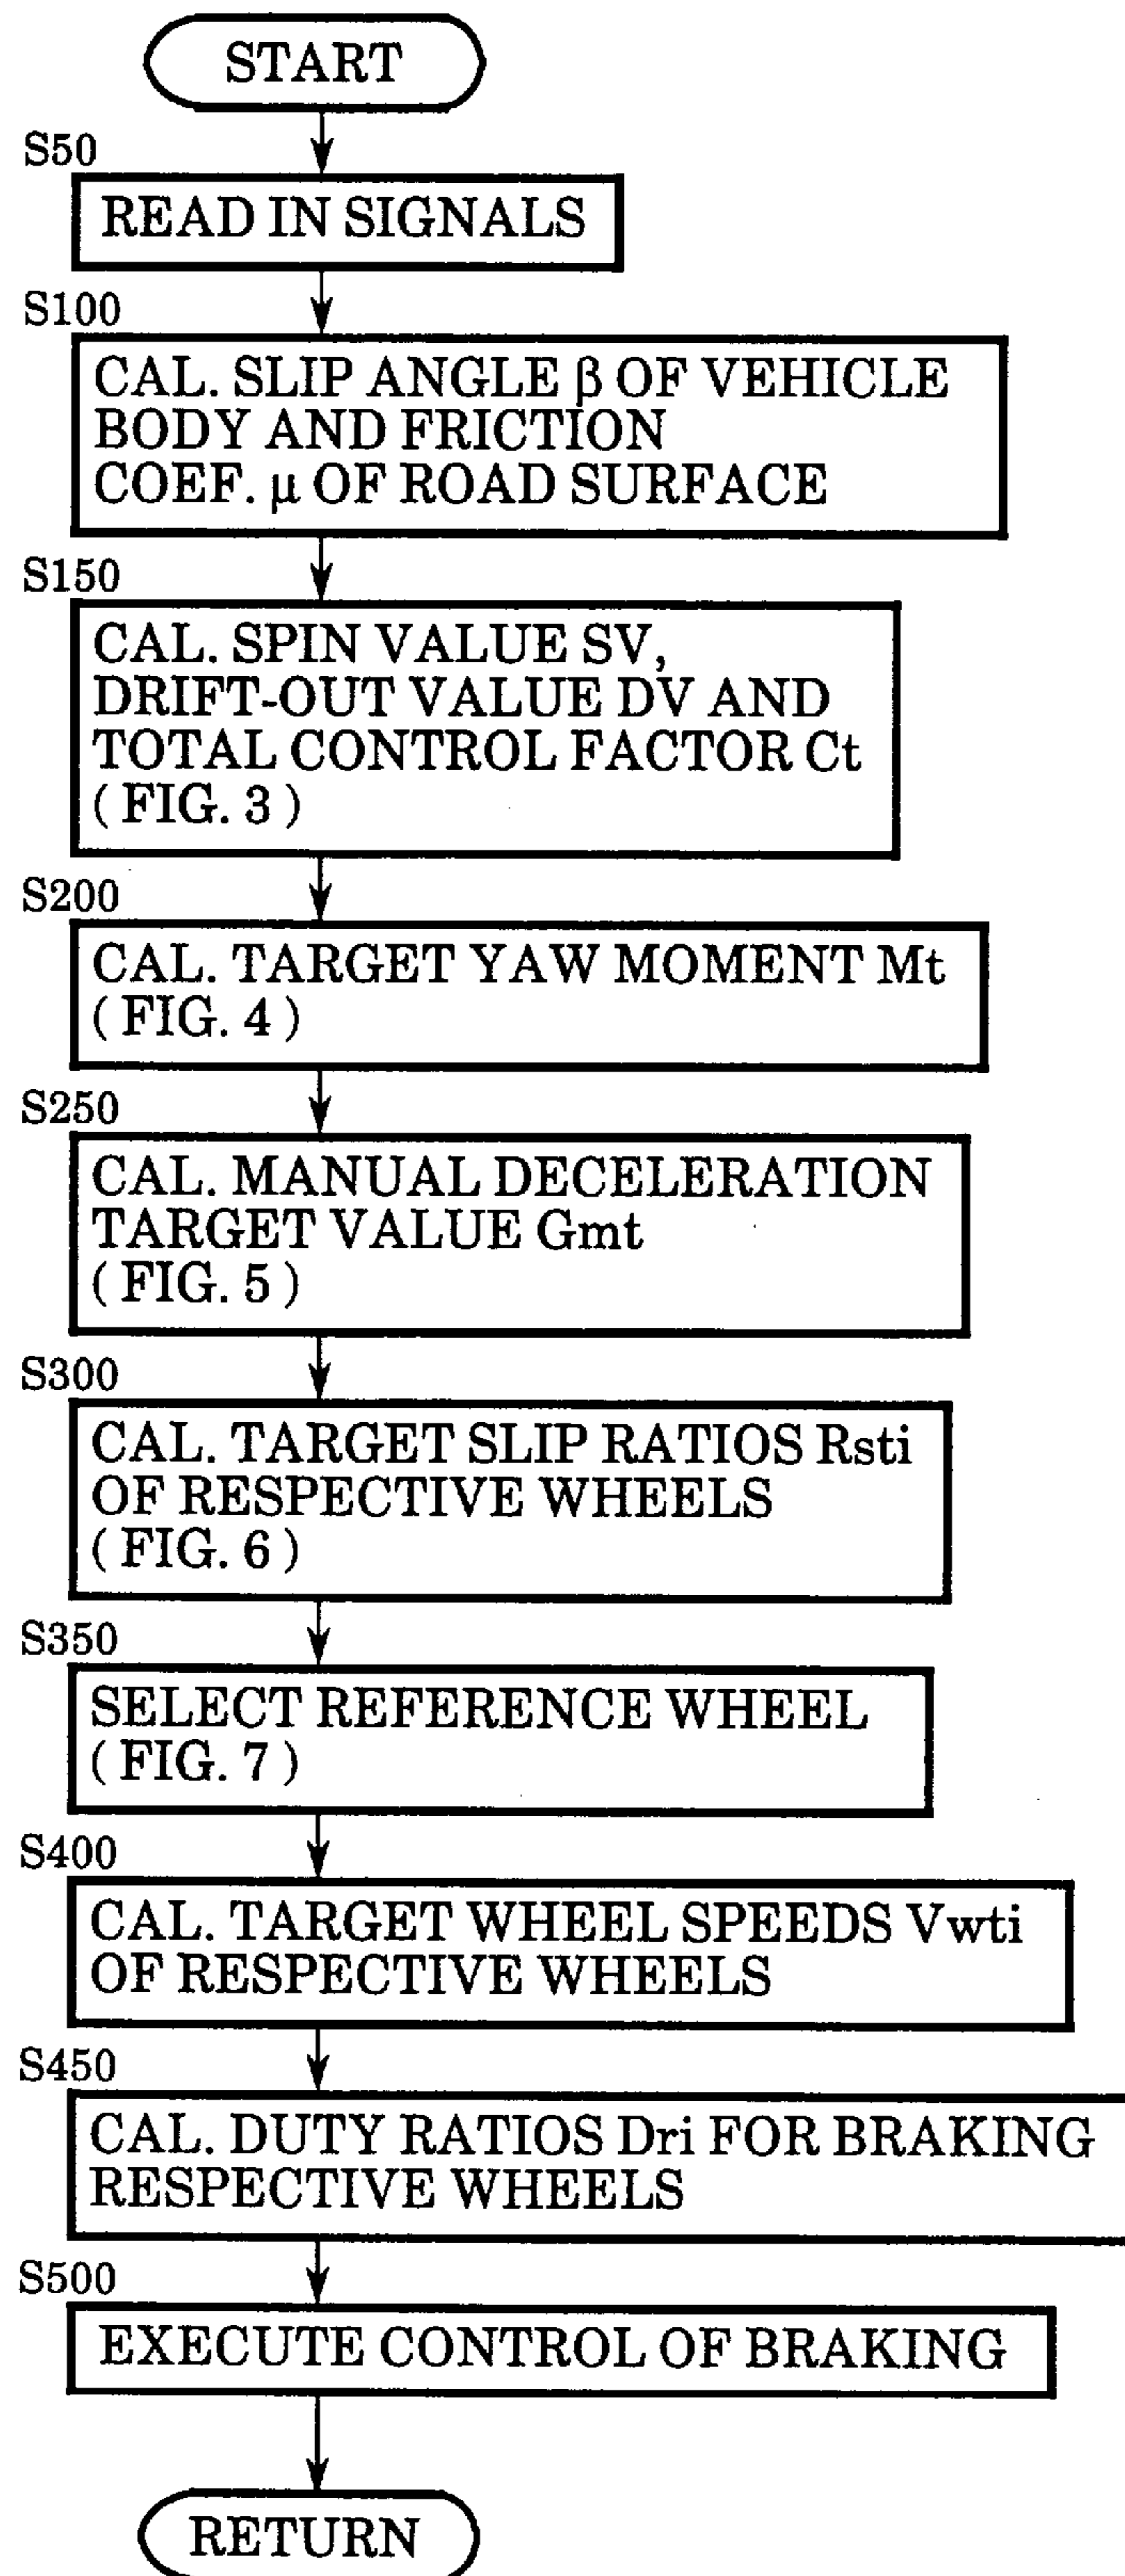 START
S50
READ IN SIGNALS
S100
CAL. SLIP ANGLE β OF VEHICLE
BODY AND FRICTION
COEF. μ OF ROAD SURFACE
S150
CAL. SPIN VALUE SV,
DRIFT-OUT VALUE DV AND
TOTAL CONTROL FACTOR Ct
( FIG. 3 )
S200
CAL. TARGET YAW MOMENT Mt
( FIG. 4 )
S250
CAL. MANUAL DECELERATION
TARGET VALUE Gmt
( FIG. 5 )
S300
CAL. TARGET SLIP RATIOS Rsti
OF RESPECTIVE WHEELS
( FIG. 6 )
S350
SELECT REFERENCE WHEEL
( FIG. 7 )
S400
CAL. TARGET WHEEL SPEEDS Vwti
OF RESPECTIVE WHEELS
S450
CAL. DUTY RATIOS Dri FOR BRAKING
RESPECTIVE WHEELS
S500
EXECUTE CONTROL OF BRAKING
RETURN